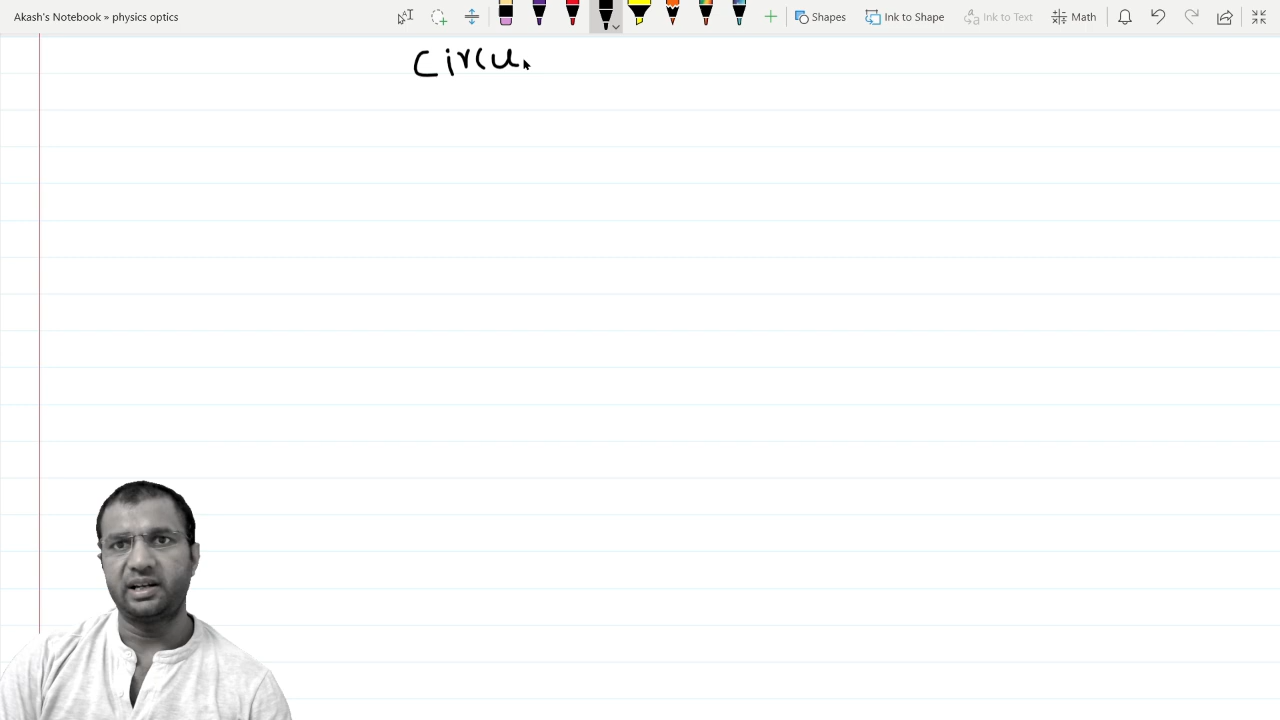 Akash's Notebook » physics optics
Shapes
Ink to Shape
Ink to Text
Math
Circu